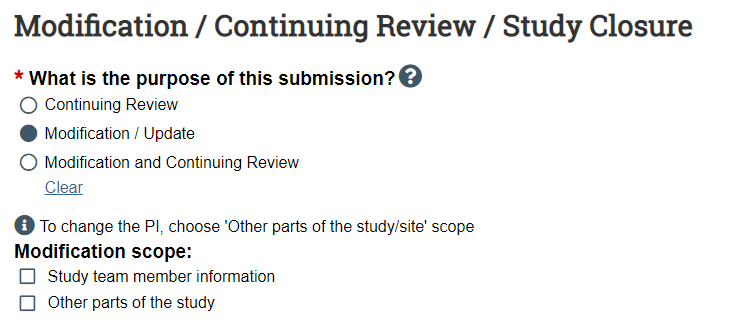 Modification / Continuing Review / Study Closure
* What is the purpose of this submission? ?
Continuing Review
Modification / Update
Modification and Continuing Review
Clear
i To change the PI, choose 'Other parts of the study/site' scope
Modification scope:
Study team member information
Other parts of the study